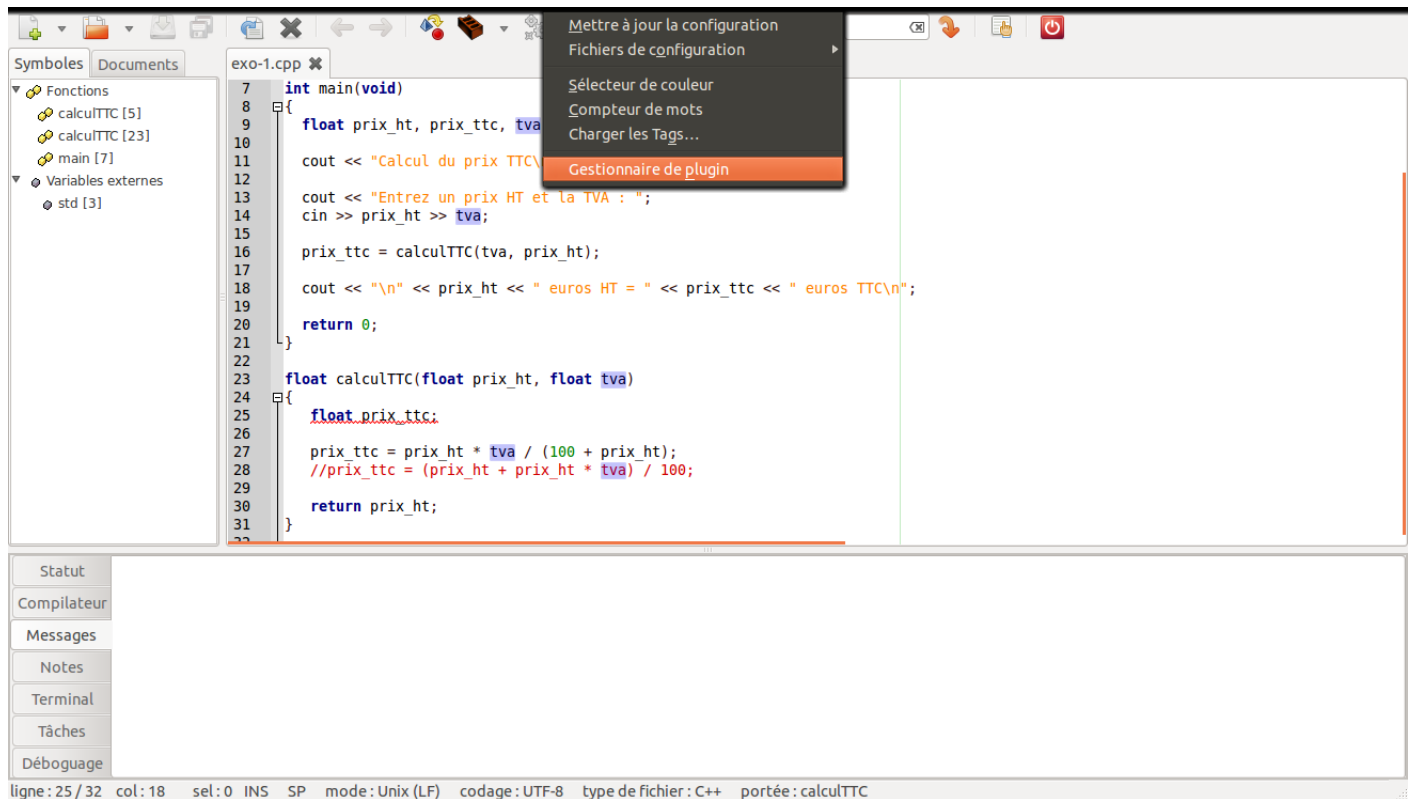 Mettre à jour la configuration
Fichiers de configuration
Sélecteur de couleur
Compteur de mots
Charger les Tags...
Gestionnaire de plugin
Symboles Documents
Fonctions
calculTTC [5]
calculTTC [23]
main [7]
Variables externes
std [3]
exo-1.cpp
7 int main(void)
8 {
9 float prix_ht, prix_ttc, tva
10
11 cout << "Calcul du prix TTC\
12
13 cout << "Entrez un prix HT et la TVA : ";
14 cin >> prix_ht >> tva;
15
16 prix_ttc = calculTTC(tva, prix_ht);
17
18 cout << "\n" << prix_ht << " euros HT = " << prix_ttc << " euros TTC\n";
19
20 return 0;
21 }
22
23 float calculTTC(float prix_ht, float tva)
24 {
25 float prix_ttc;
26
27 prix_ttc = prix_ht * tva / (100 + prix_ht);
28 //prix_ttc = (prix_ht + prix_ht * tva) / 100;
29
30 return prix_ht;
31 }
32
Statut
Compilateur
Messages
Notes
Terminal
Tâches
Déboguage
ligne : 25 / 32 col : 18 sel : 0 INS SP mode : Unix (LF) codage : UTF-8 type de fichier : C++ portée : calculTTC